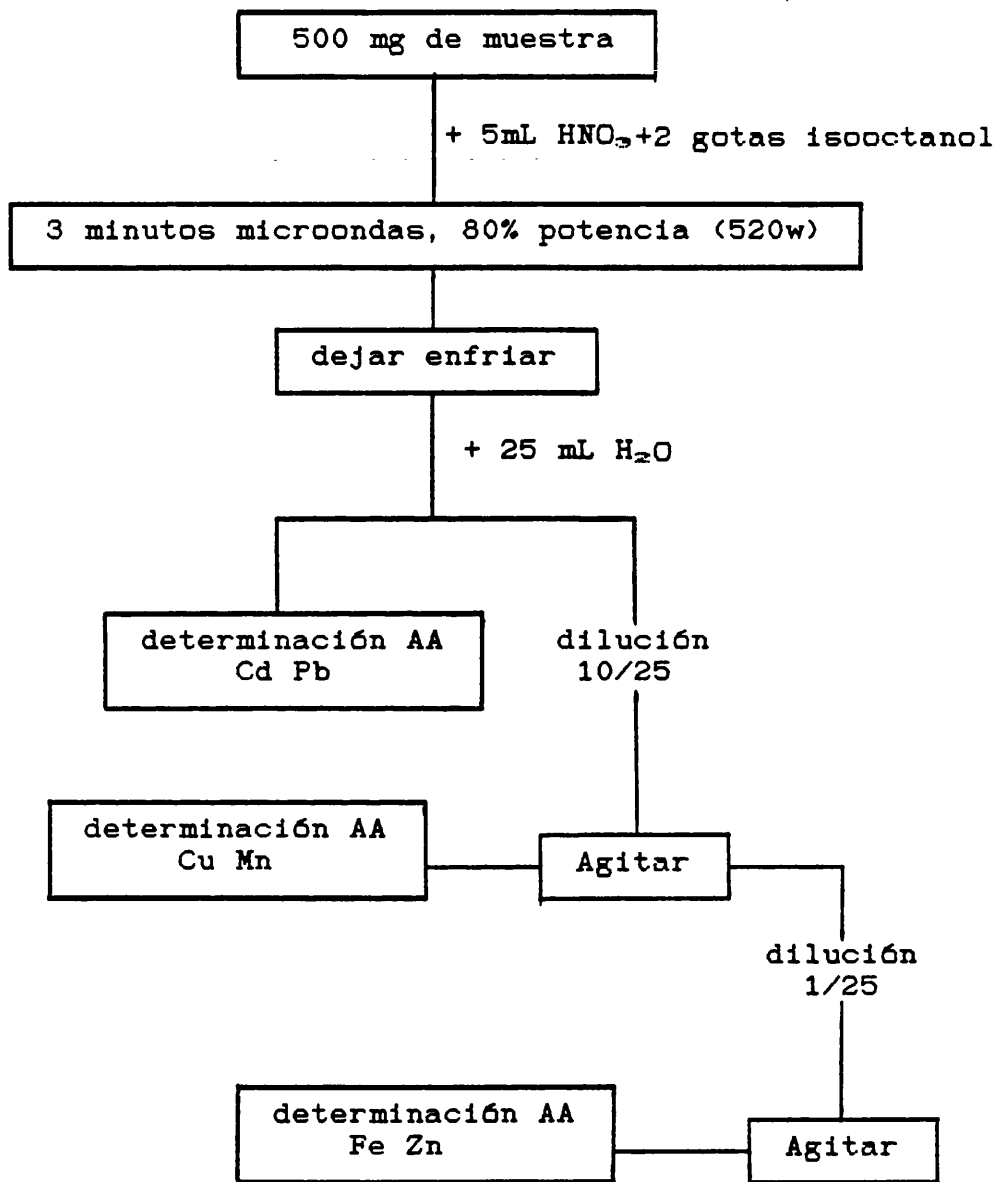 500 mg de muestra
+ 5mL HNO₃+2 gotas isooctanol
3 minutos microondas, 80% potencia (520w)
dejar enfriar
+ 25 mL H₂O
determinación AA
Cd Pb
dilución
10/25
determinación AA
Cu Mn
Agitar
dilución
1/25
determinación AA
Fe Zn
Agitar